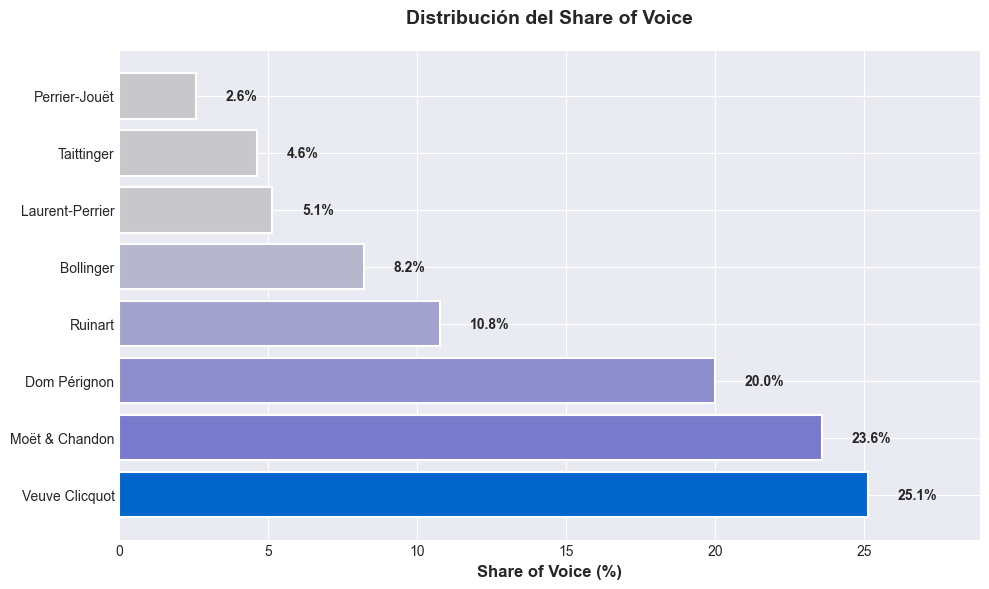 Distribución del Share of Voice
Perrier-Jouët 2.6%
Taittinger 4.6%
Laurent-Perrier 5.1%
Bollinger 8.2%
Ruinart 10.8%
Dom Pérignon 20.0%
Moët & Chandon 23.6%
Veuve Clicquot 25.1%
0 5 10 15 20 25
Share of Voice (%)